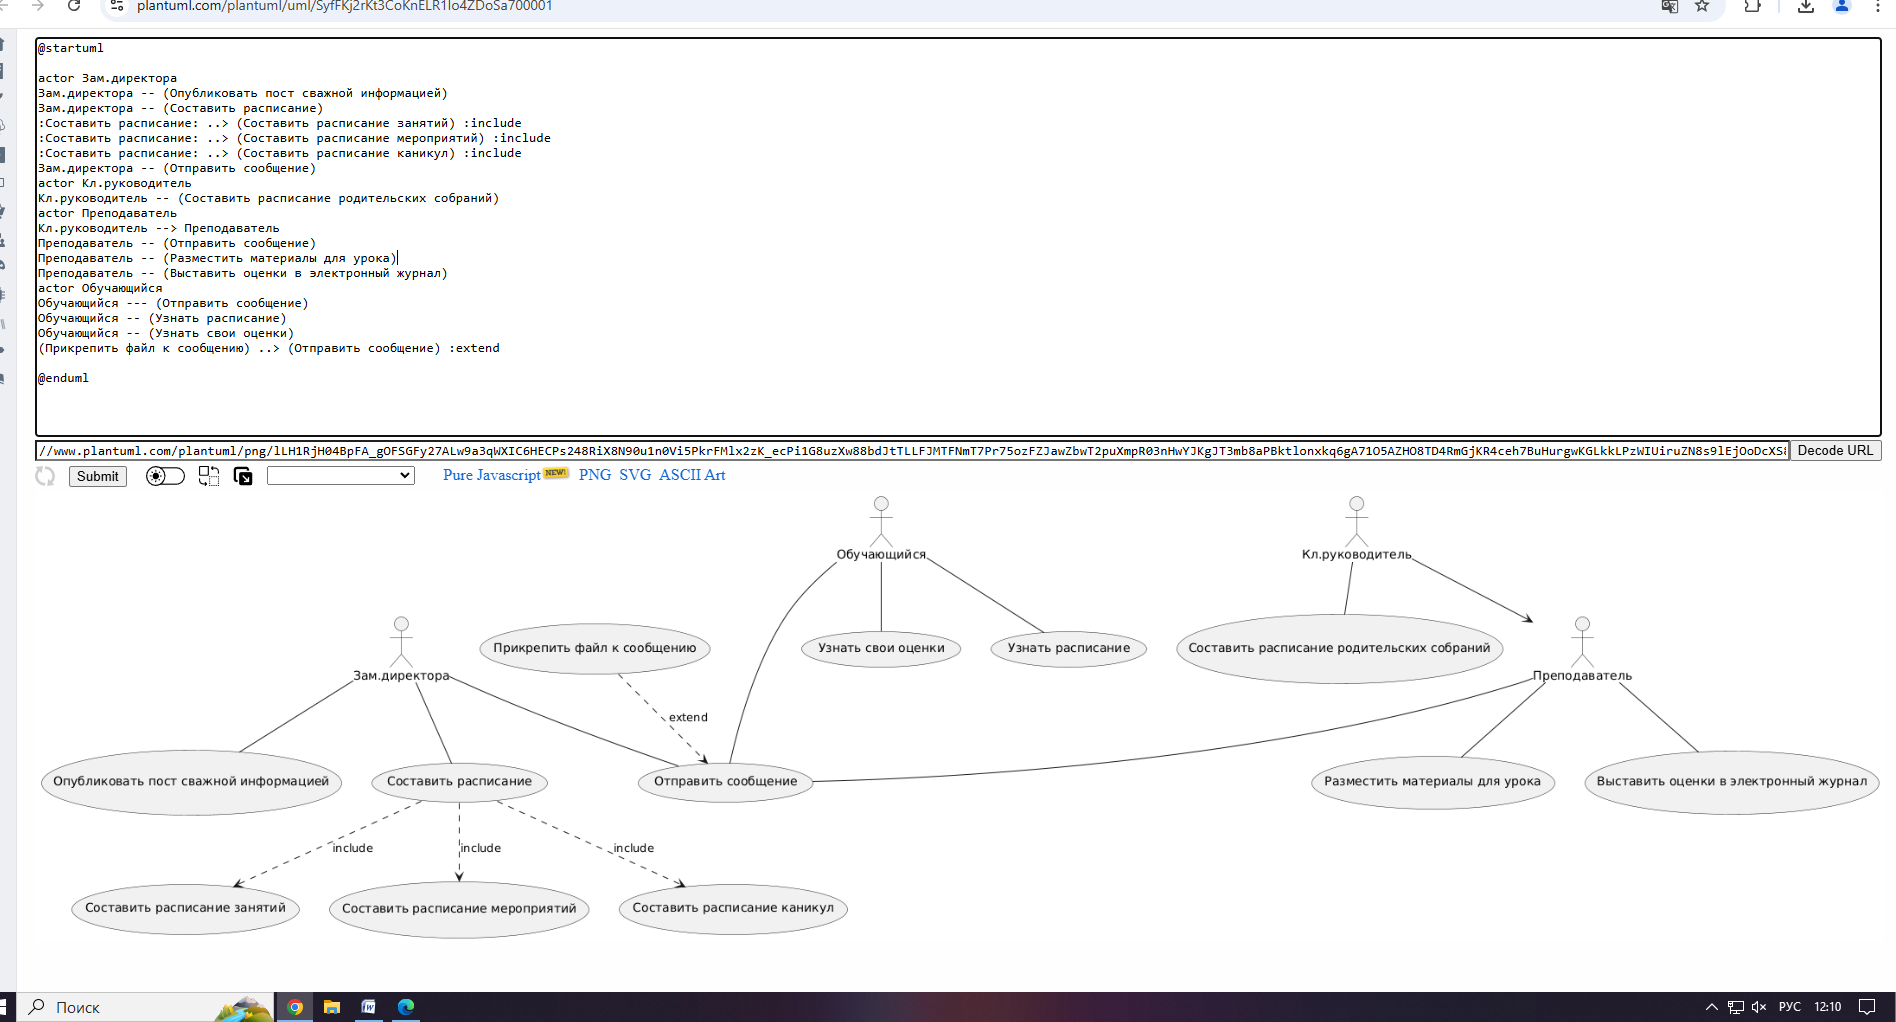 plantuml.com/plantuml/uml/SyfFKj2rKt3CoKnELR1Io4ZDoSa700001
@startuml
actor Зам.директора
Зам.директора -- (Опубликовать пост сважной информацией)
Зам.директора -- (Составить расписание)
:Составить расписание: ..> (Составить расписание занятий) :include
:Составить расписание: ..> (Составить расписание мероприятий) :include
:Составить расписание: ..> (Составить расписание каникул) :include
Зам.директора -- (Отправить сообщение)
actor Кл.руководитель
Кл.руководитель -- (Составить расписание родительских собраний)
actor Преподаватель
Кл.руководитель --> Преподаватель
Преподаватель -- (Отправить сообщение)
Преподаватель -- (Разместить материалы для урока)
Преподаватель -- (Выставить оценки в электронный журнал)
actor Обучающийся
Обучающийся --- (Отправить сообщение)
Обучающийся -- (Узнать расписание)
Обучающийся -- (Узнать свои оценки)
(Прикрепить файл к сообщению) ..> (Отправить сообщение) :extend
@enduml
Decode URL
Submit
Pure Javascript NEW! PNG SVG ASCII Art
Обучающийся
Кл.руководитель
Прикрепить файл к сообщению
Узнать свои оценки
Узнать расписание
Составить расписание родительских собраний
Зам.директора
Преподаватель
extend
Опубликовать пост сважной информацией
Составить расписание
Отправить сообщение
Разместить материалы для урока
Выставить оценки в электронный журнал
include
include
include
Составить расписание занятий
Составить расписание мероприятий
Составить расписание каникул
Поиск
РУС
12:10